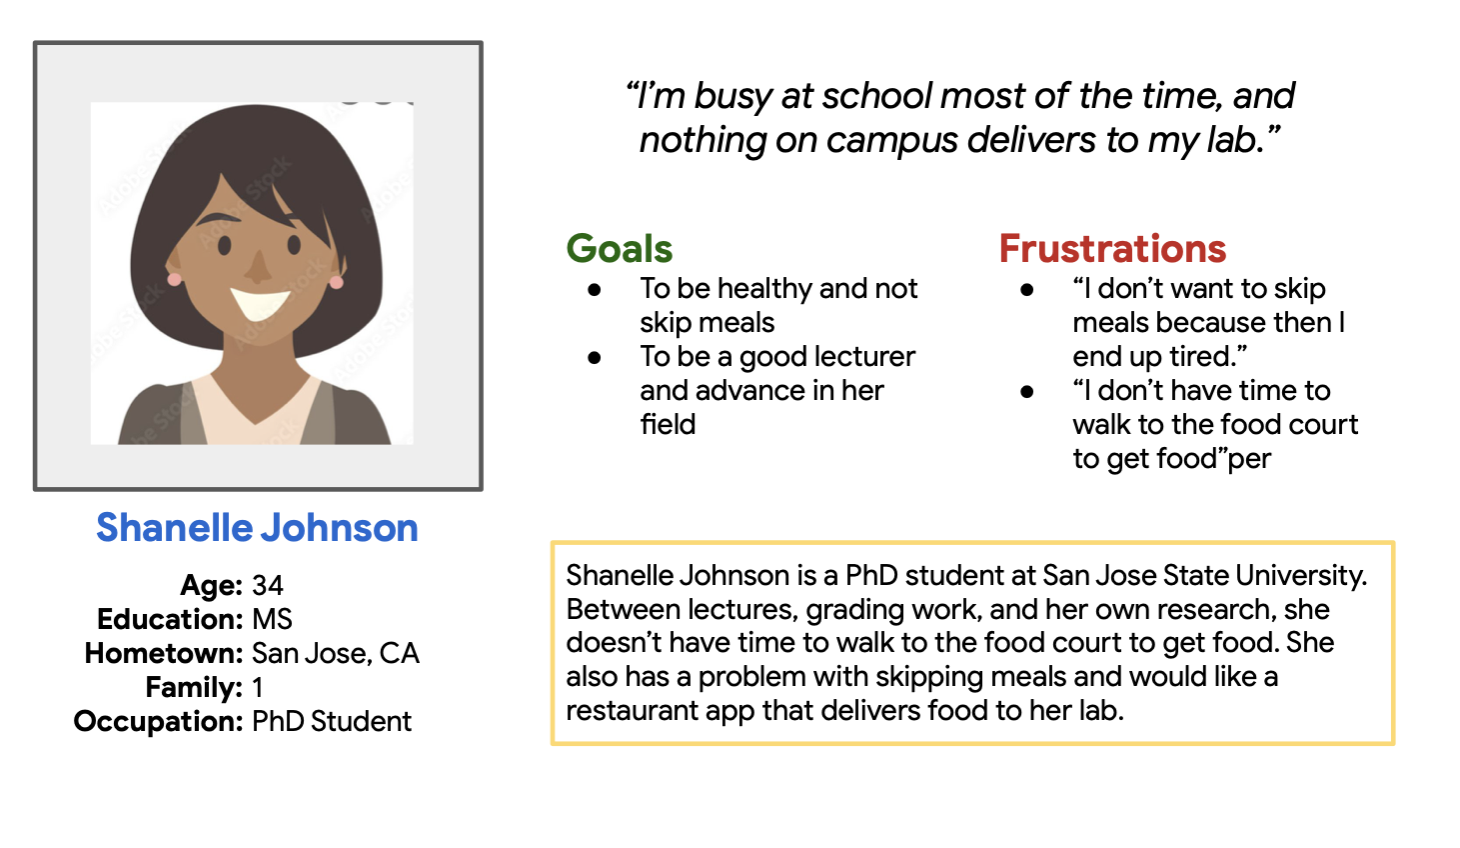 “I’m busy at school most of the time, and
nothing on campus delivers to my lab.”
Goals
● To be healthy and not
skip meals
● To be a good lecturer
and advance in her
field
Frustrations
● “I don’t want to skip
meals because then I
end up tired.”
● “I don’t have time to
walk to the food court
to get food”per
Shanelle Johnson
Age: 34
Education: MS
Hometown: San Jose, CA
Family: 1
Occupation: PhD Student
Shanelle Johnson is a PhD student at San Jose State University.
Between lectures, grading work, and her own research, she
doesn’t have time to walk to the food court to get food. She
also has a problem with skipping meals and would like a
restaurant app that delivers food to her lab.
Adobe Stock